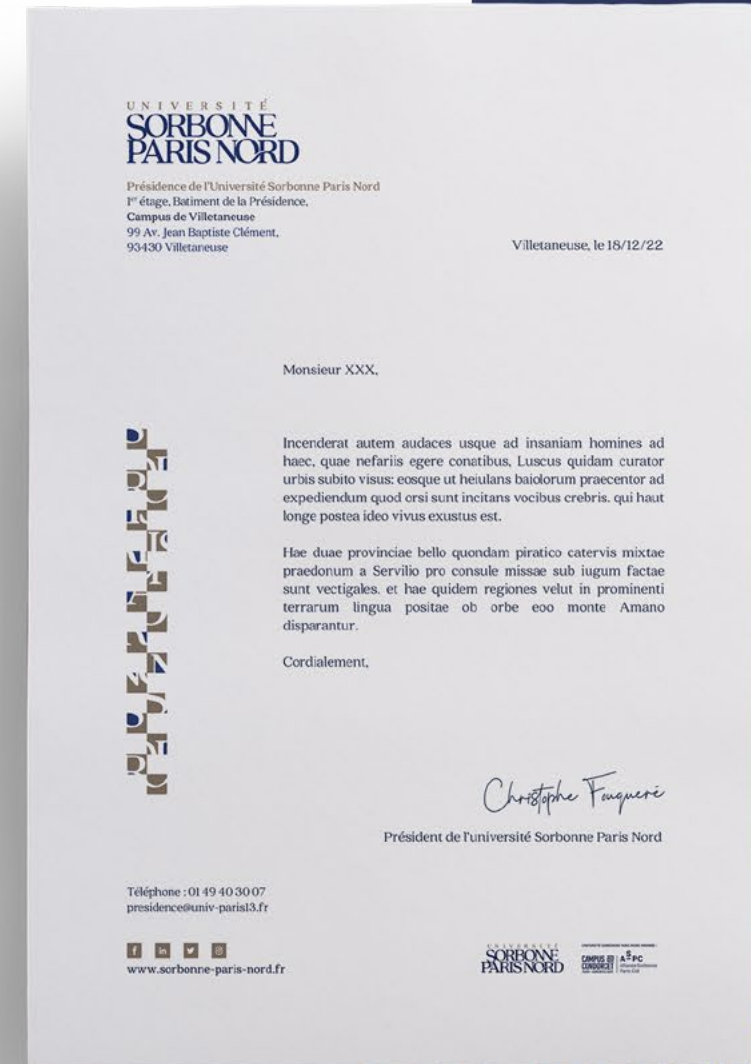 UNIVERSITÉ
SORBONNE
PARIS NORD
Présidence de l'Université Sorbonne Paris Nord
1er étage, Batiment de la Présidence,
Campus de Villetaneuse
99 Av. Jean Baptiste Clément,
93430 Villetaneuse
Villetaneuse, le 18/12/22
Monsieur XXX,
Incenderat autem audaces usque ad insaniam homines ad
haec, quae nefariis egere conatibus, Luscus quidam curator
urbis subito visus: eosque ut heiulans baiolorum praecentor ad
expediendum quod orsi sunt incitans vocibus crebris. qui haut
longe postea ideo vivus exustus est.
Hae duae provinciae bello quondam piratico catervis mixtae
praedonum a Servilio pro consule missae sub iugum factae
sunt vectigales. et hae quidem regiones velut in prominenti
terrarum lingua positae ob orbe eoo monte Amano
disparantur.
Cordialement,
Christophe Fouqueré
Président de l'université Sorbonne Paris Nord
Téléphone : 01 49 40 30 07
presidence@univ-paris13.fr
www.sorbonne-paris-nord.fr
UNIVERSITÉ
SORBONNE
PARIS NORD
CAMPUS
CONDORCET
ASPC